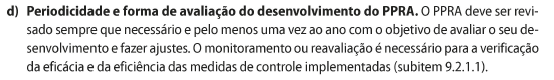 d) Periodicidade e forma de avaliação do desenvolvimento do PPRA. O PPRA deve ser revi-
sado sempre que necessário e pelo menos uma vez ao ano com o objetivo de avaliar o seu de-
senvolvimento e fazer ajustes. O monitoramento ou reavaliação é necessário para a verificação
da eficácia e da eficiência das medidas de controle implementadas (subitem 9.2.1.1).